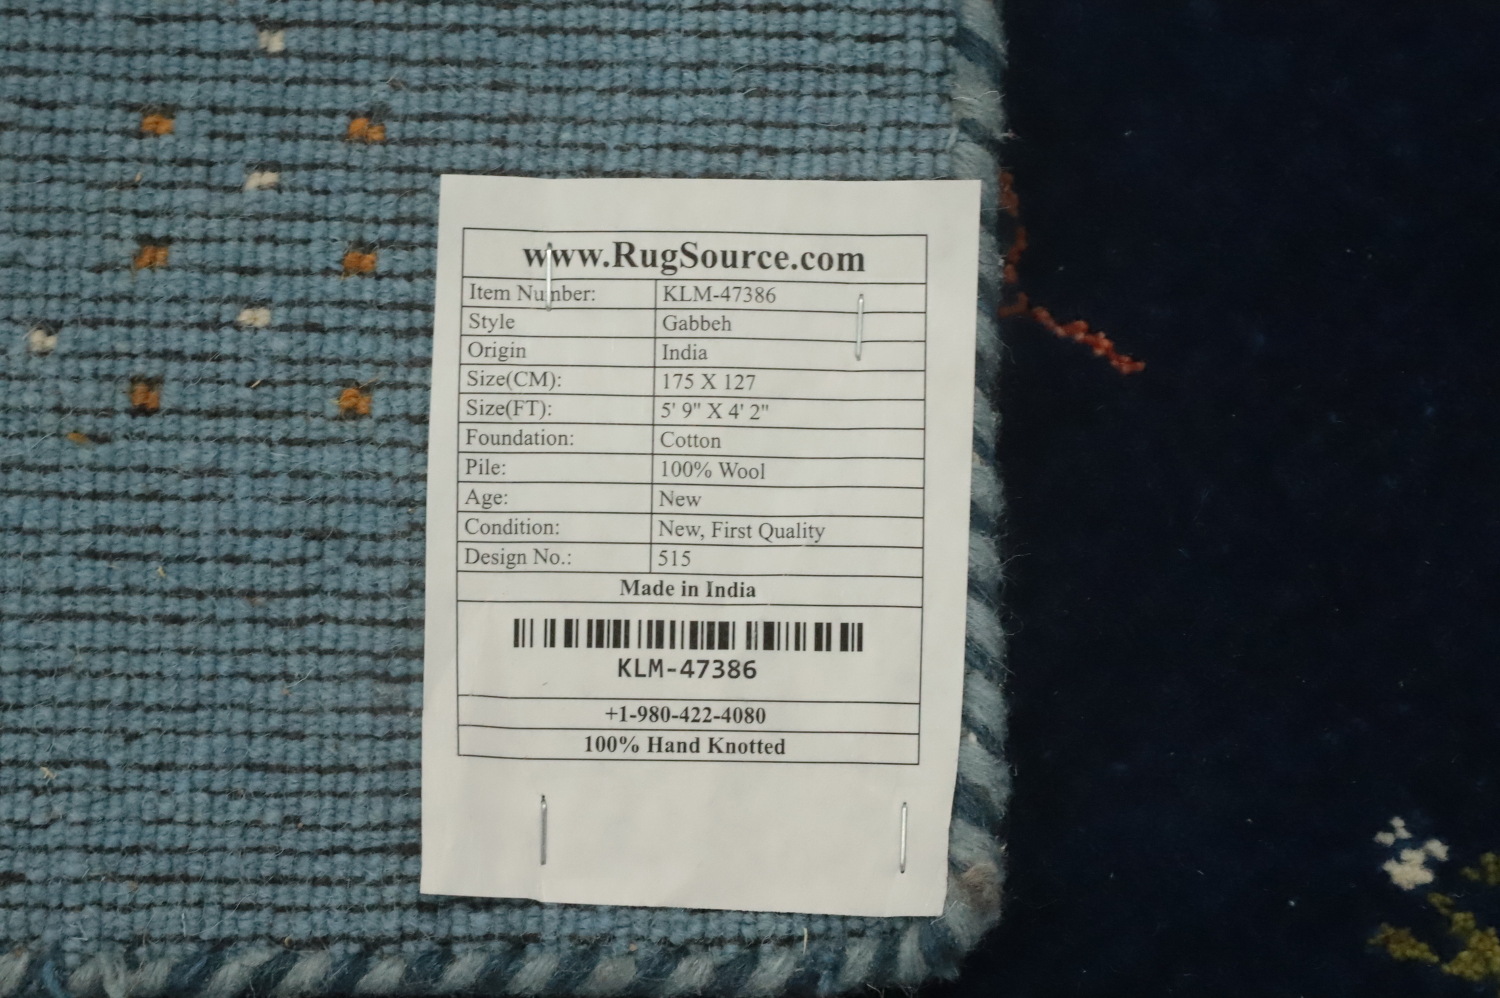 www.RugSource.com
Item Number: KLM-47386
Style Gabbeh
Origin India
Size(CM): 175 X 127
Size(FT): 5' 9" X 4' 2"
Foundation: Cotton
Pile: 100% Wool
Age: New
Condition: New, First Quality
Design No.: 515
Made in India
KLM-47386
+1-980-422-4080
100% Hand Knotted